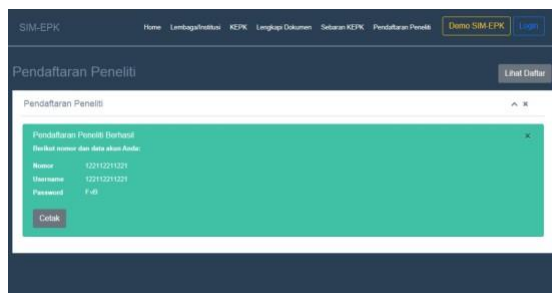 SIM-EPK
Home Lembaga/Institusi KEPK Lengkapi Dokumen Sebaran KEPK Pendaftaran Peneliti Demo SIM-EPK Login
Pendaftaran Peneliti
Lihat Daftar
Pendaftaran Peneliti
Pendaftaran Peneliti Berhasil
Berikut nomor dan data akun Anda:
Nomor 122112211221
Username 122112211221
Password
Cetak